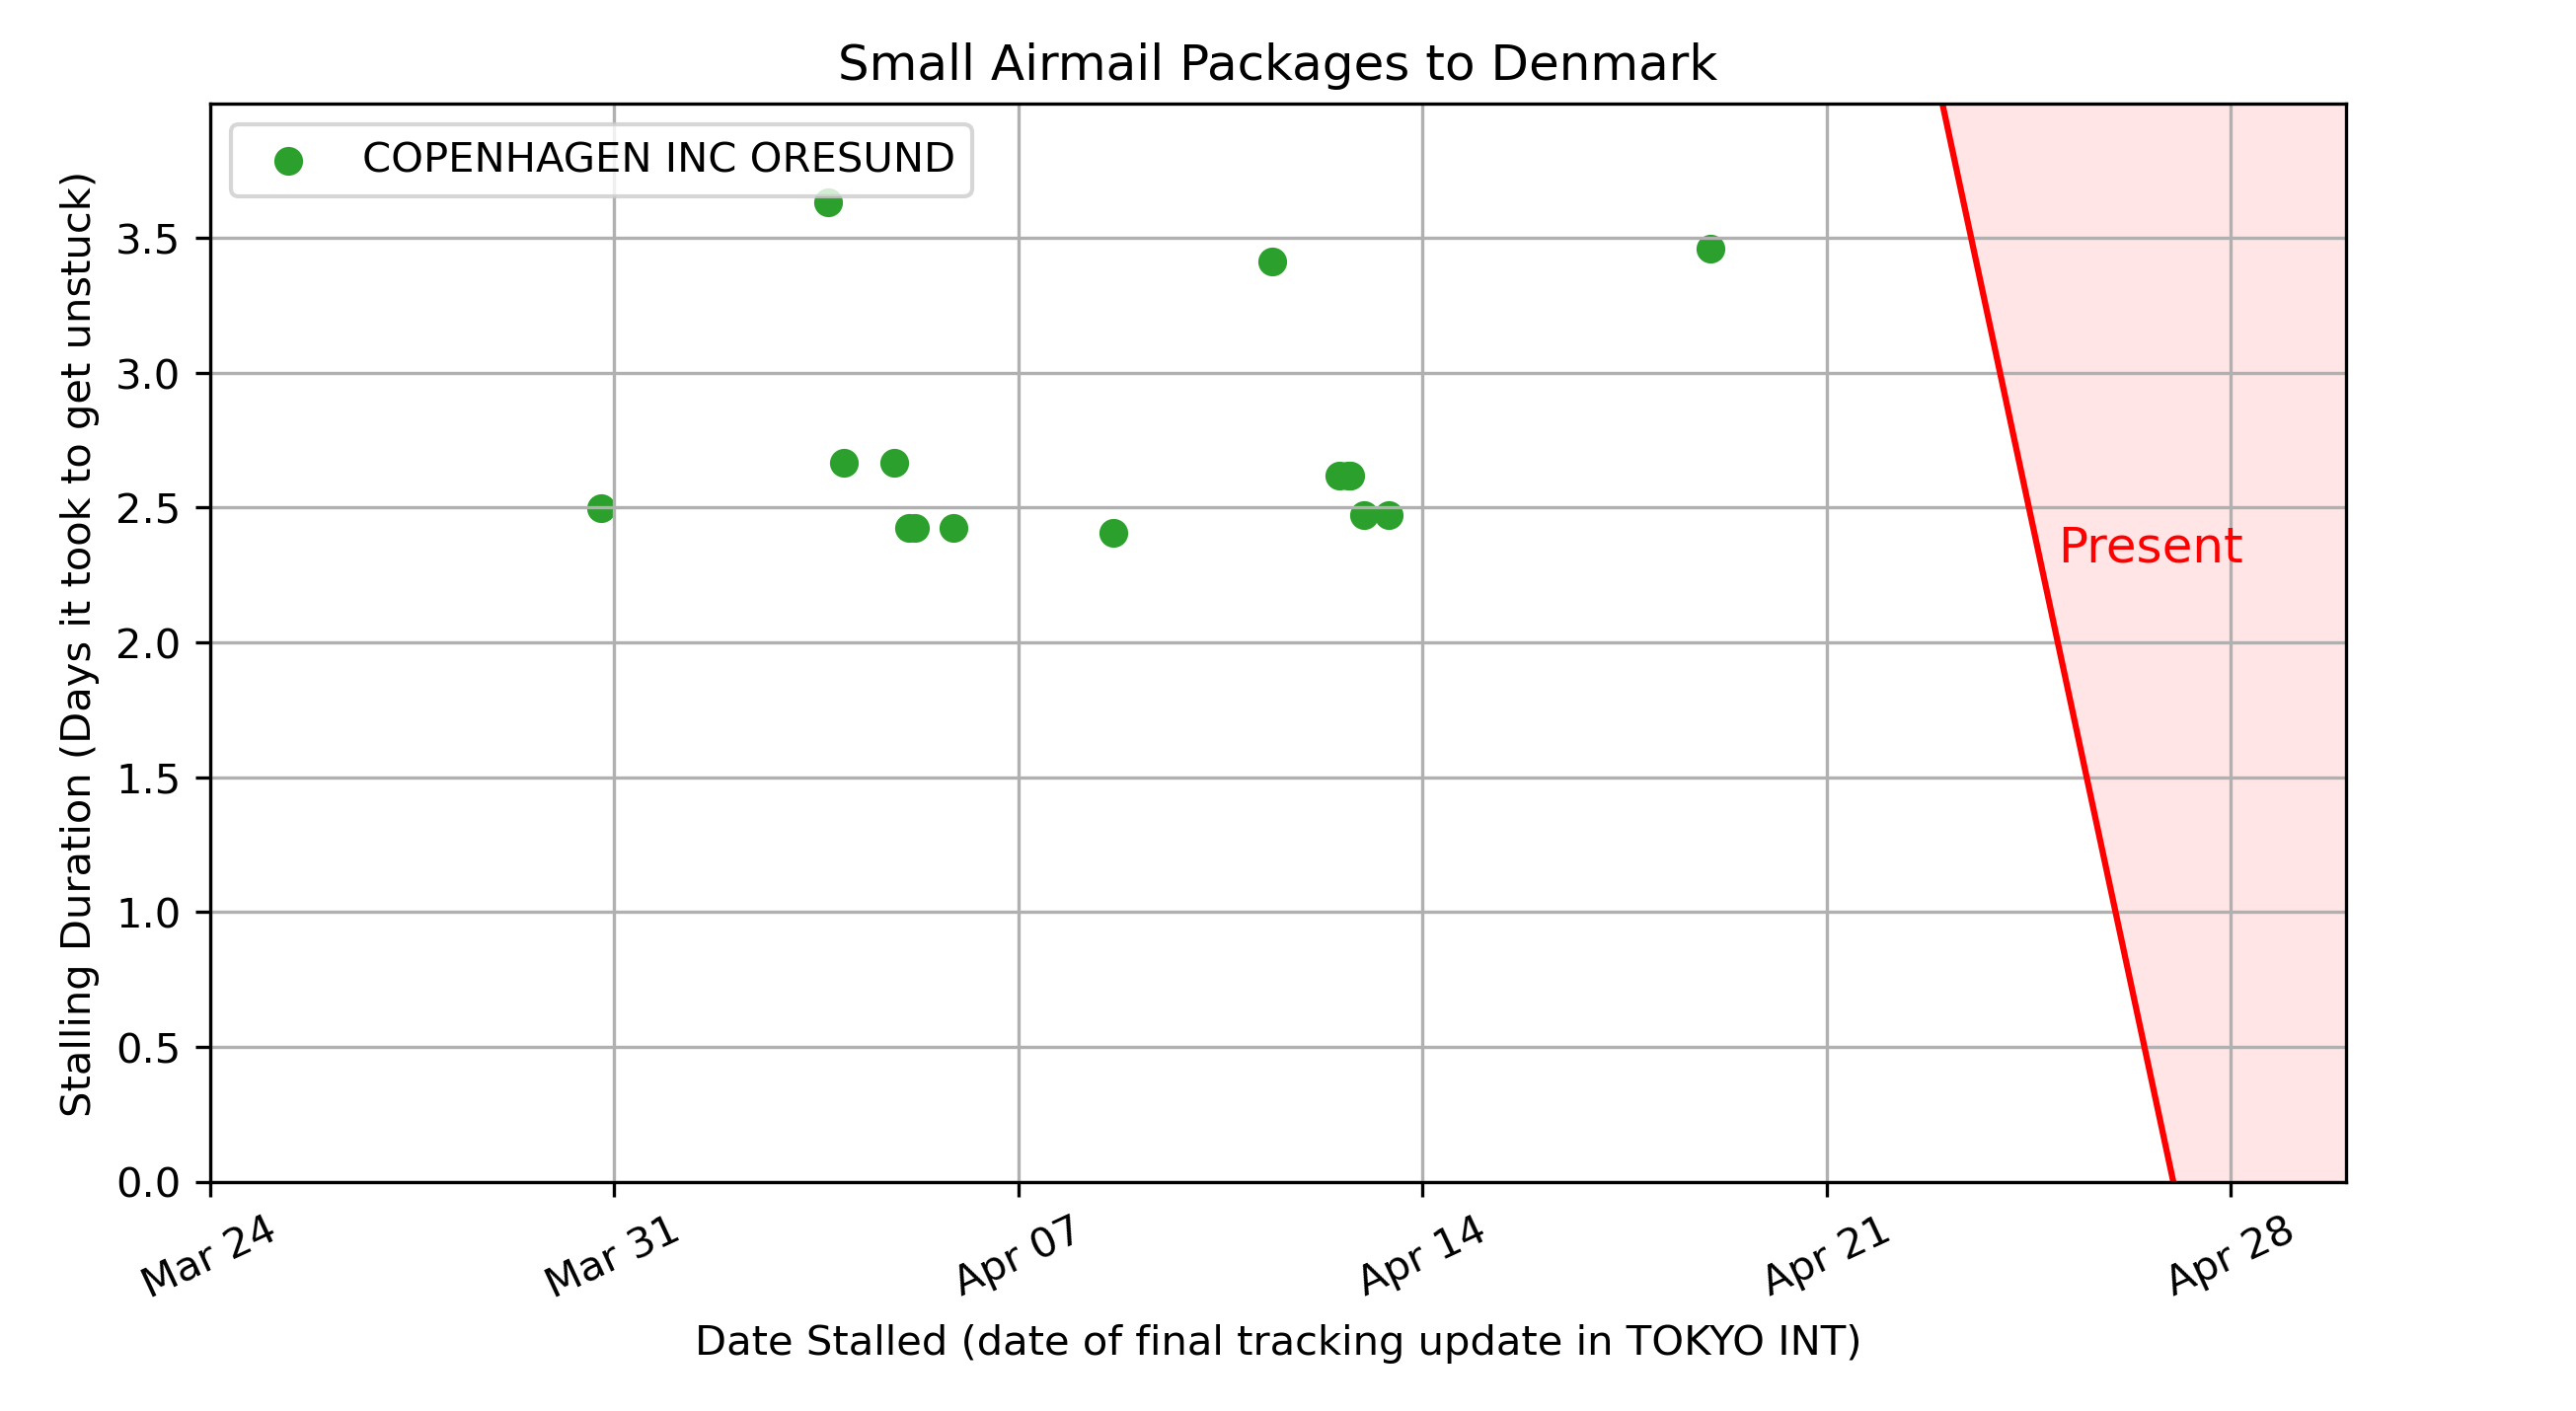 Small Airmail Packages to Denmark
COPENHAGEN INC ORESUND
Stalling Duration (Days it took to get unstuck)
3.5
3.0
2.5
2.0
1.5
1.0
0.5
0.0
Present
Mar 24
Mar 31
Apr 07
Apr 14
Apr 21
Apr 28
Date Stalled (date of final tracking update in TOKYO INT)